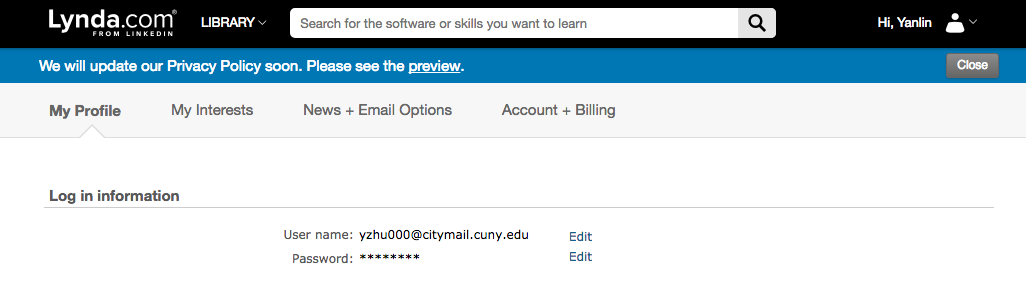 Lynda.com LIBRARY Search for the software or skills you want to learn Hi, Yanlin
FROM LINKEDIN
We will update our Privacy Policy soon. Please see the preview. Close
My Profile My Interests News + Email Options Account + Billing
Log in information
User name: yzhu000@citymail.cuny.edu Edit
Password: ******** Edit